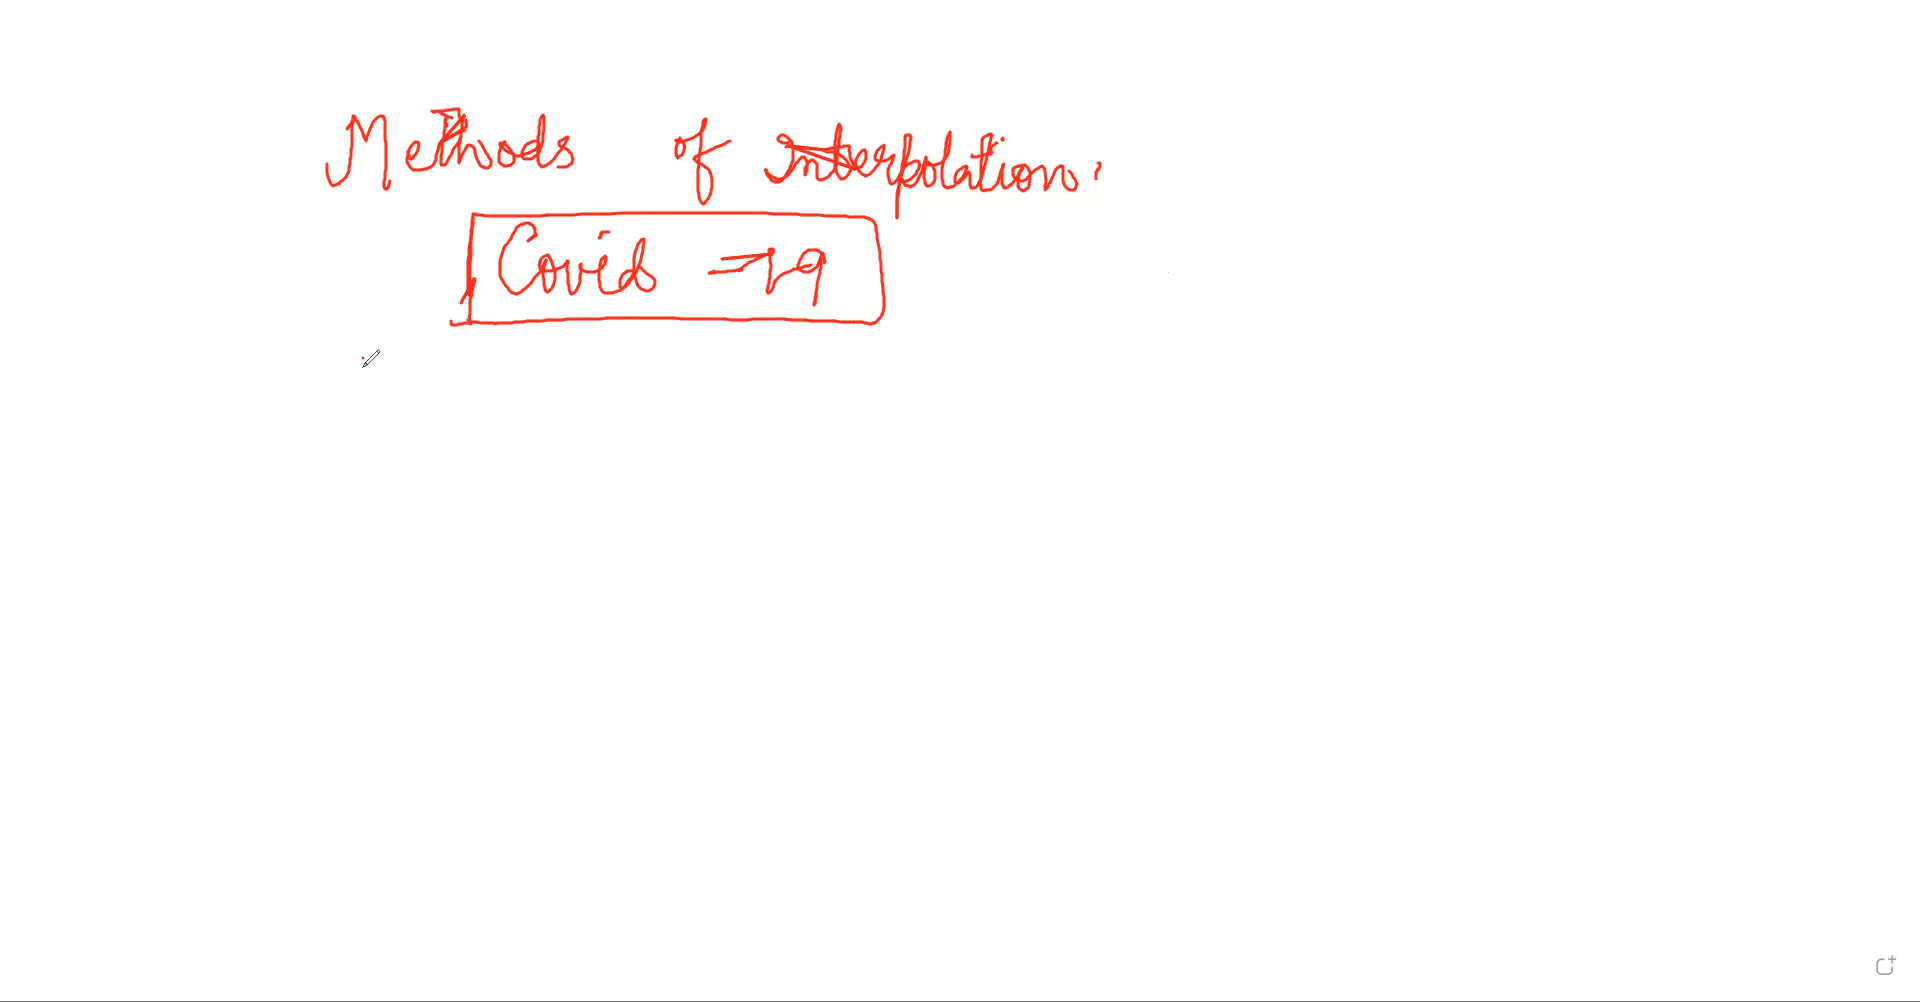 Methods of Interpolation.
Covid -19